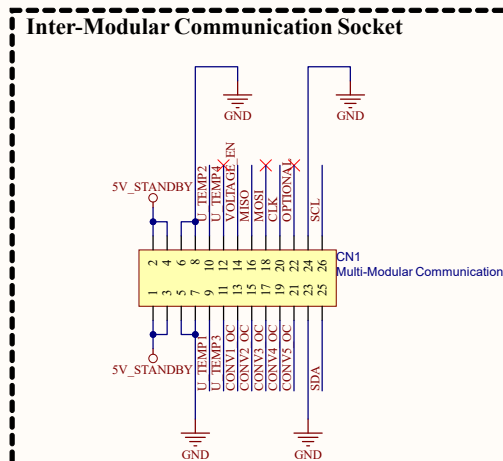 Inter-Modular Communication Socket
GND
GND
5V_STANDBY
U_TEMP2
U_TEMP4
VOLTAGE_EN
MISO
MOSI
CLK
OPTIONAL
SCL
2
4
6
8
10
12
14
16
18
20
22
24
26
CN1
Multi-Modular Communication
1
3
5
7
9
11
13
15
17
19
21
23
25
5V_STANDBY
U_TEMP1
U_TEMP3
CONV1_OC
CONV2_OC
CONV3_OC
CONV4_OC
CONV5_OC
SDA
GND
GND